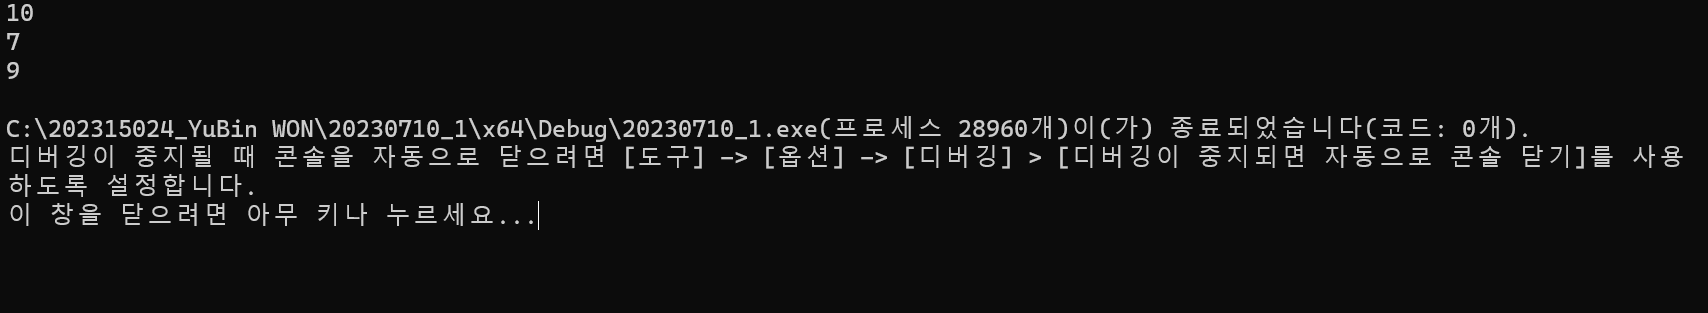 10
7
9
C:\202315024_YuBin WON\20230710_1\x64\Debug\20230710_1.exe(프로세스 28960개)이(가) 종료되었습니다(코드: 0개).
디버깅이 중지될 때 콘솔을 자동으로 닫으려면 [도구] -> [옵션] -> [디버깅] > [디버깅이 중지되면 자동으로 콘솔 닫기]를 사용
하도록 설정합니다.
이 창을 닫으려면 아무 키나 누르세요...